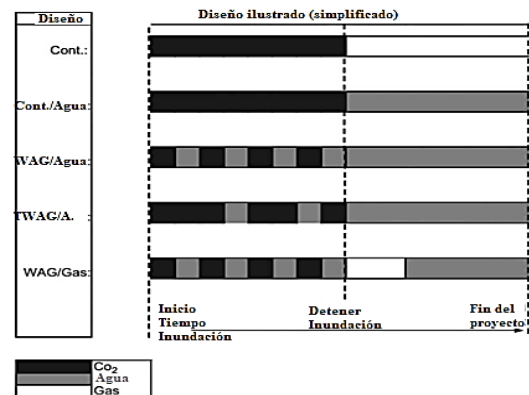 Diseño
Diseño ilustrado (simplificado)
Cont.:
Cont./Agua:
WAG/Agua:
TWAG/A. :
WAG/Gas:
Inicio
Tiempo
Inundación
Detener
Inundación
Fin del
proyecto
Co2
Agua
Gas